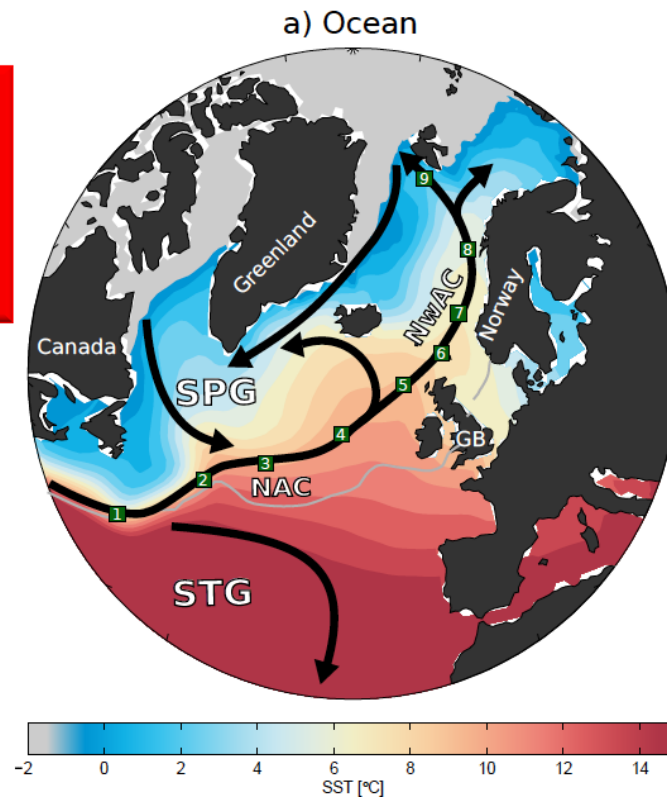 a) Ocean
9
Greenland
8
NwAC
Norway
7
Canada
6
SPG
5
4
GB
3
2
NAC
1
STG
−2 0 2 4 6 8 10 12 14
SST [°C]